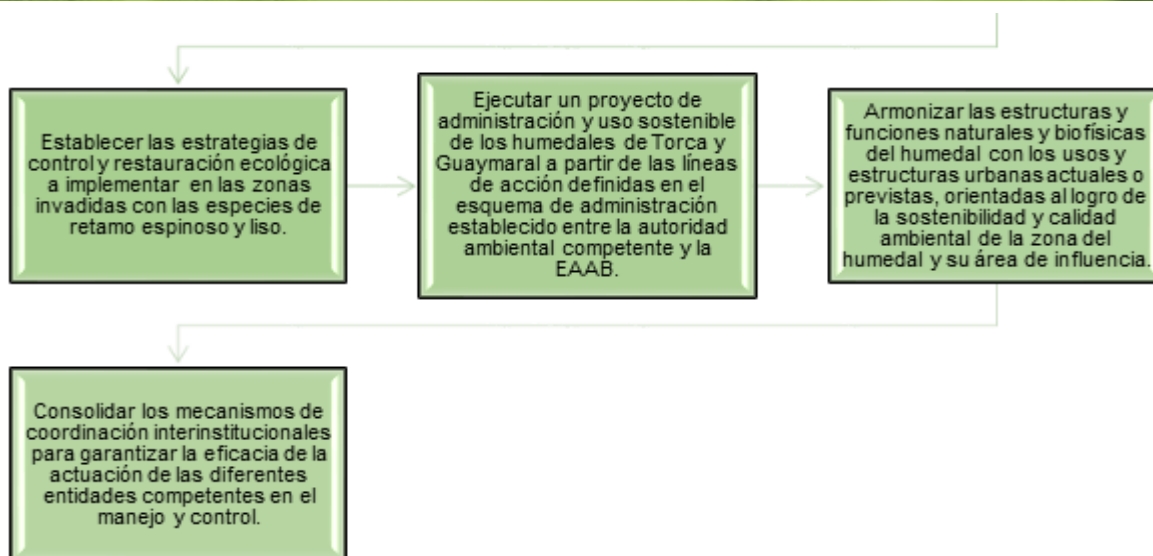 Establecer las estrategias de
control y restauración ecológica
a implementar en las zonas
invadidas con las especies de
retamo espinoso y liso.
Ejecutar un proyecto de
administración y uso sostenible
de los humedales de Torca y
Guaymaral a partir de las líneas
de acción definidas en el
esquema de administración
establecido entre la autoridad
ambiental competente y la
EAAB.
Armonizar las estructuras y
funciones naturales y biofísicas
del humedal con los usos y
estructuras urbanas actuales o
previstas, orientadas al logro de
la sostenibilidad y calidad
ambiental de la zona del
humedal y su área de influencia.
Consolidar los mecanismos de
coordinación interinstitucionales
para garantizar la eficacia de la
actuación de las diferentes
entidades competentes en el
manejo y control.